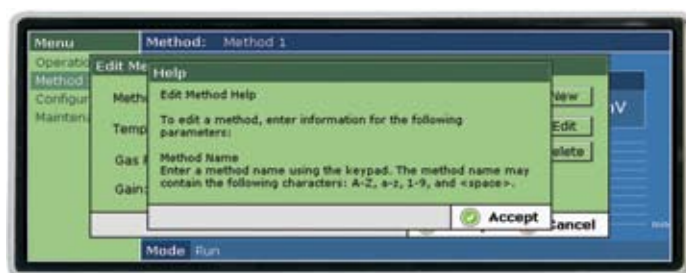 Menu
Method: Method 1
Operatio
Method
Configur
Maintena
Edit Me
Meth
Temp
Gas
Gain:
Help
Edit Method Help
To edit a method, enter information for the following
parameters:
Method Name
Enter a method name using the keypad. The method name may
contain the following characters: A-Z, a-z, 1-9, and <space>.
Accept
New
Edit
elete
Cancel
mV
Mode Run